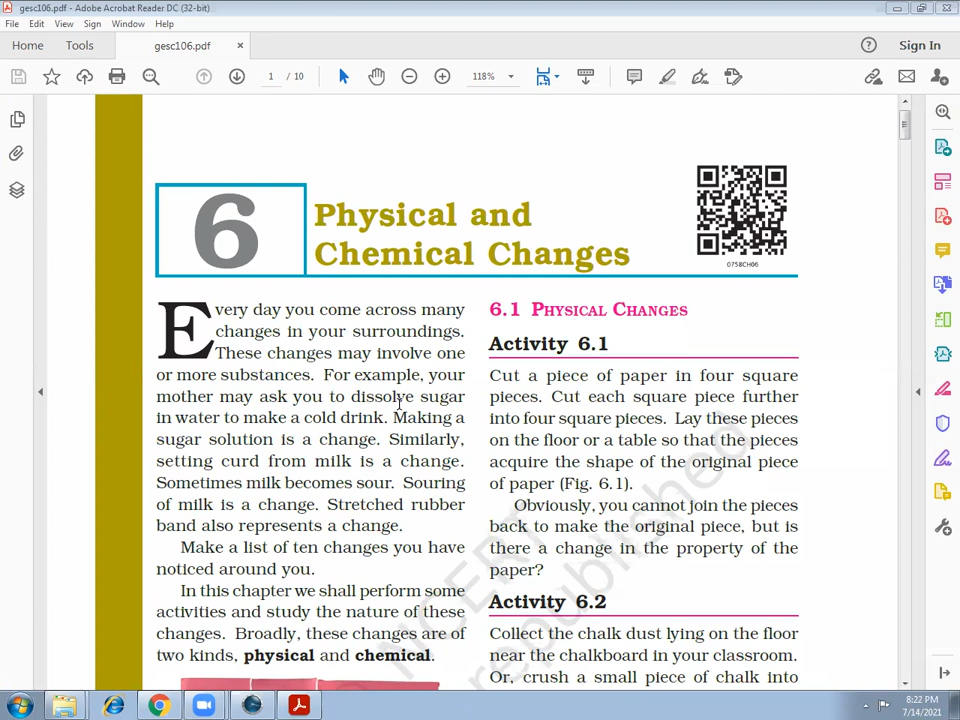 gesc106.pdf - Adobe Acrobat Reader DC (32-bit)
File Edit View Sign Window Help
Home Tools gesc106.pdf × Sign In
1 / 10 118%
6
Physical and
Chemical Changes
0758CH06
Every day you come across many
changes in your surroundings.
These changes may involve one
or more substances. For example, your
mother may ask you to dissolve sugar
in water to make a cold drink. Making a
sugar solution is a change. Similarly,
setting curd from milk is a change.
Sometimes milk becomes sour. Souring
of milk is a change. Stretched rubber
band also represents a change.
Make a list of ten changes you have
noticed around you.
In this chapter we shall perform some
activities and study the nature of these
changes. Broadly, these changes are of
two kinds, physical and chemical.
6.1 PHYSICAL CHANGES
Activity 6.1
Cut a piece of paper in four square
pieces. Cut each square piece further
into four square pieces. Lay these pieces
on the floor or a table so that the pieces
acquire the shape of the original piece
of paper (Fig. 6.1).
Obviously, you cannot join the pieces
back to make the original piece, but is
there a change in the property of the
paper?
Activity 6.2
Collect the chalk dust lying on the floor
near the chalkboard in your classroom.
Or, crush a small piece of chalk into
NCERT
republished
8:22 PM
7/14/2021